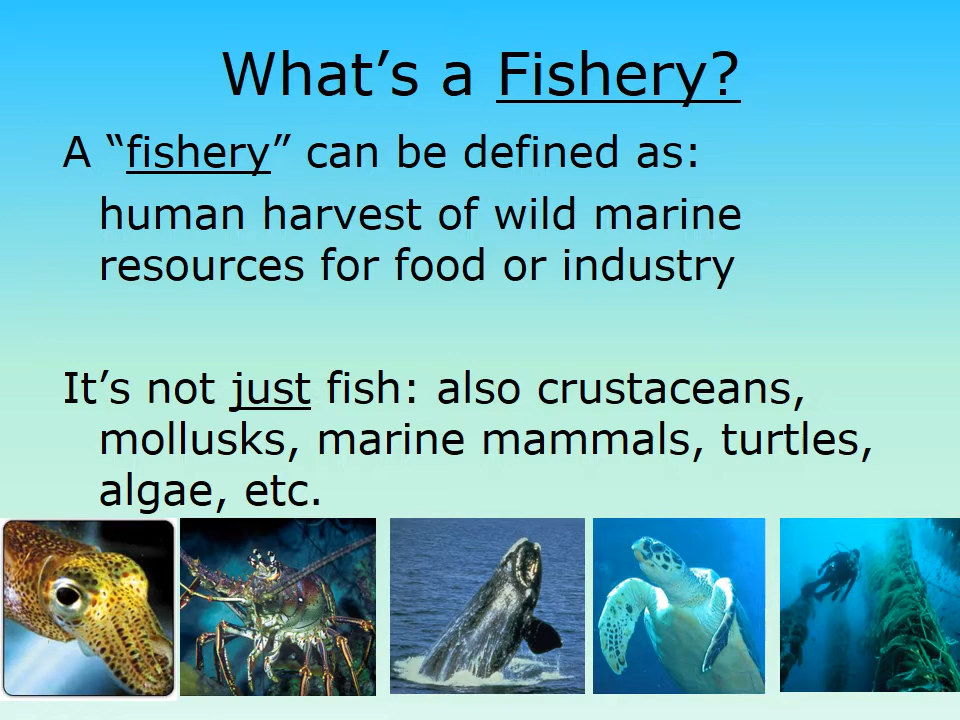 What’s a Fishery?
A “fishery” can be defined as:
human harvest of wild marine
resources for food or industry
It’s not just fish: also crustaceans,
mollusks, marine mammals, turtles,
algae, etc.